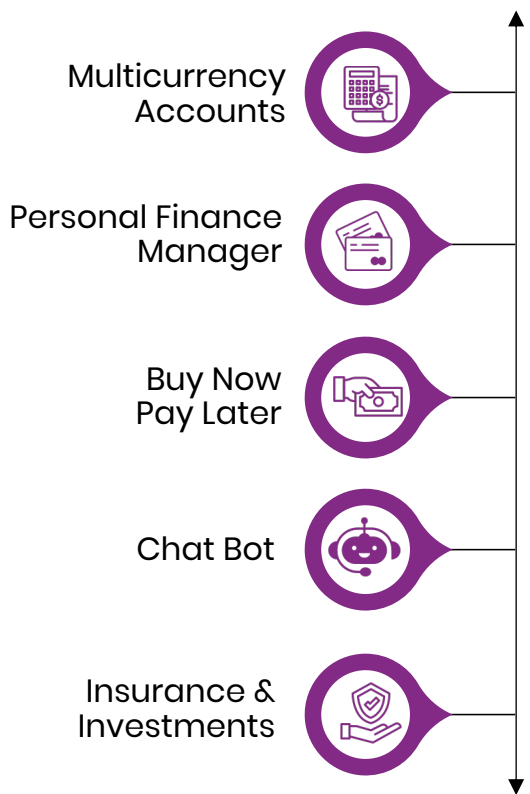 Multicurrency
Accounts
Personal Finance
Manager
Buy Now
Pay Later
Chat Bot
Insurance &
Investments